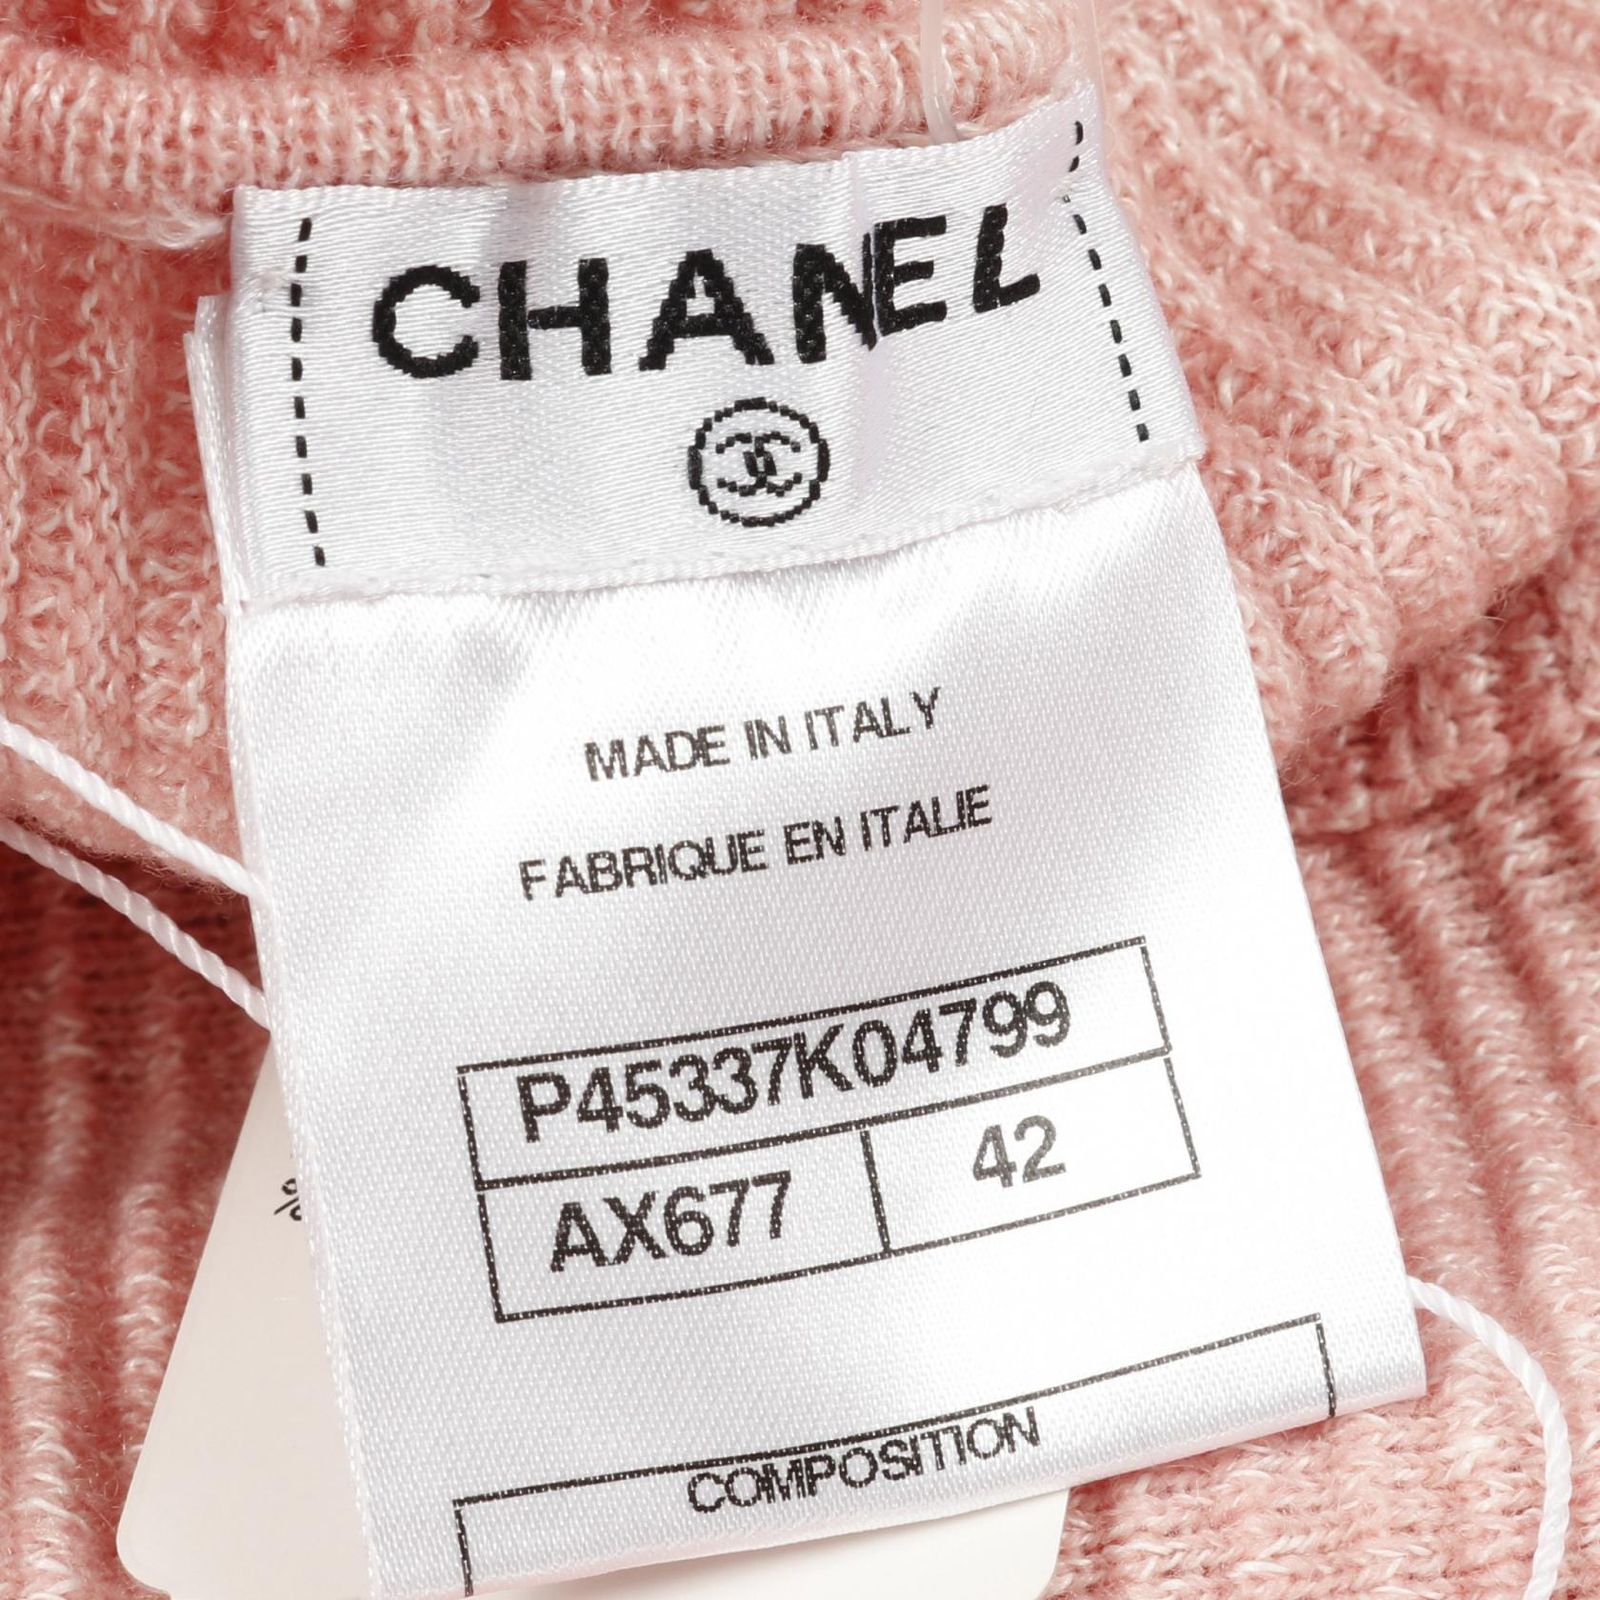 CHANEL
MADE IN ITALY
FABRIQUE EN ITALIE
P45337K04799
AX677 42
COMPOSITION
%